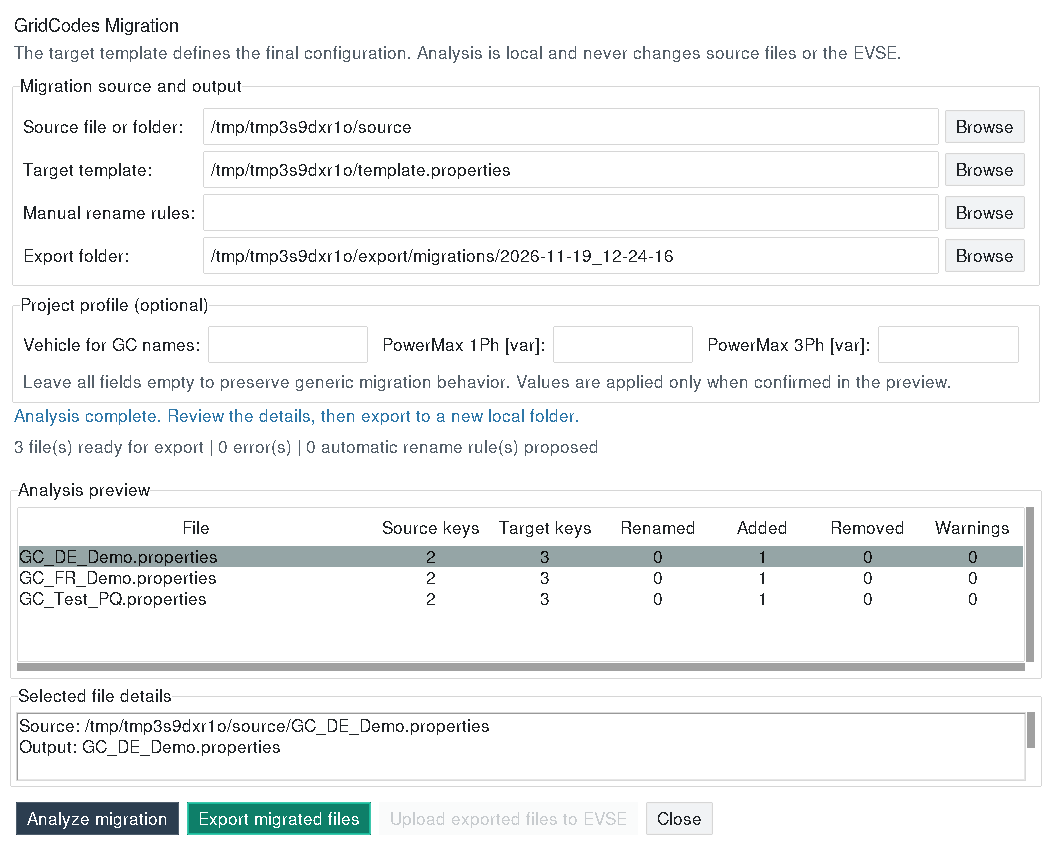 GridCodes Migration
The target template defines the final configuration. Analysis is local and never changes source files or the EVSE.
Migration source and output
Source file or folder: /tmp/tmp3s9dxr1o/source Browse
Target template: /tmp/tmp3s9dxr1o/template.properties Browse
Manual rename rules: Browse
Export folder: /tmp/tmp3s9dxr1o/export/migrations/2026-11-19_12-24-16 Browse
Project profile (optional)
Vehicle for GC names: PowerMax 1Ph [var]: PowerMax 3Ph [var]:
Leave all fields empty to preserve generic migration behavior. Values are applied only when confirmed in the preview.
Analysis complete. Review the details, then export to a new local folder.
3 file(s) ready for export | 0 error(s) | 0 automatic rename rule(s) proposed
Analysis preview
File Source keys Target keys Renamed Added Removed Warnings
GC_DE_Demo.properties 2 3 0 1 0 0
GC_FR_Demo.properties 2 3 0 1 0 0
GC_Test_PQ.properties 2 3 0 1 0 0
Selected file details
Source: /tmp/tmp3s9dxr1o/source/GC_DE_Demo.properties
Output: GC_DE_Demo.properties
Analyze migration Export migrated files Upload exported files to EVSE Close